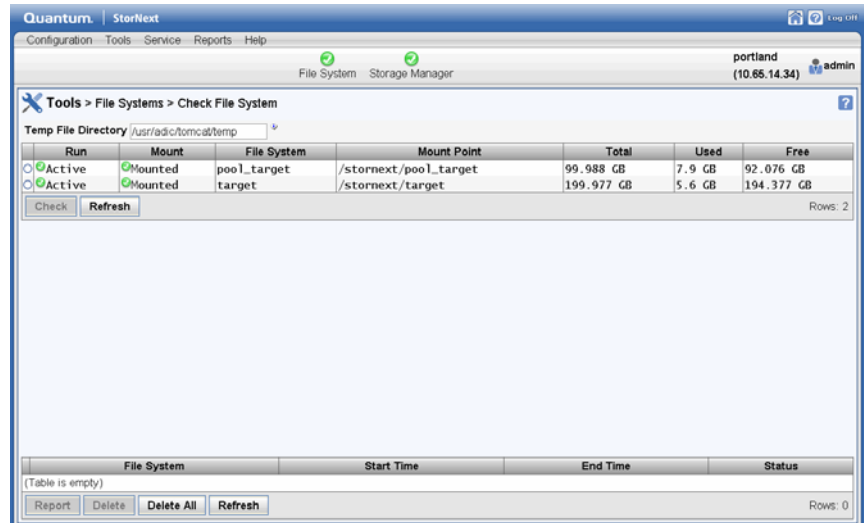 Quantum. StorNext Log Off
Configuration Tools Service Reports Help
File System Storage Manager portland (10.65.14.34) admin
Tools > File Systems > Check File System ?
Temp File Directory /usr/adic/tomcat/temp
Run Mount File System Mount Point Total Used Free
Active Mounted pool_target /stornext/pool_target 99.988 GB 7.9 GB 92.076 GB
Active Mounted target /stornext/target 199.977 GB 5.6 GB 194.377 GB
Check Refresh Rows: 2
File System Start Time End Time Status
(Table is empty)
Report Delete Delete All Refresh Rows: 0